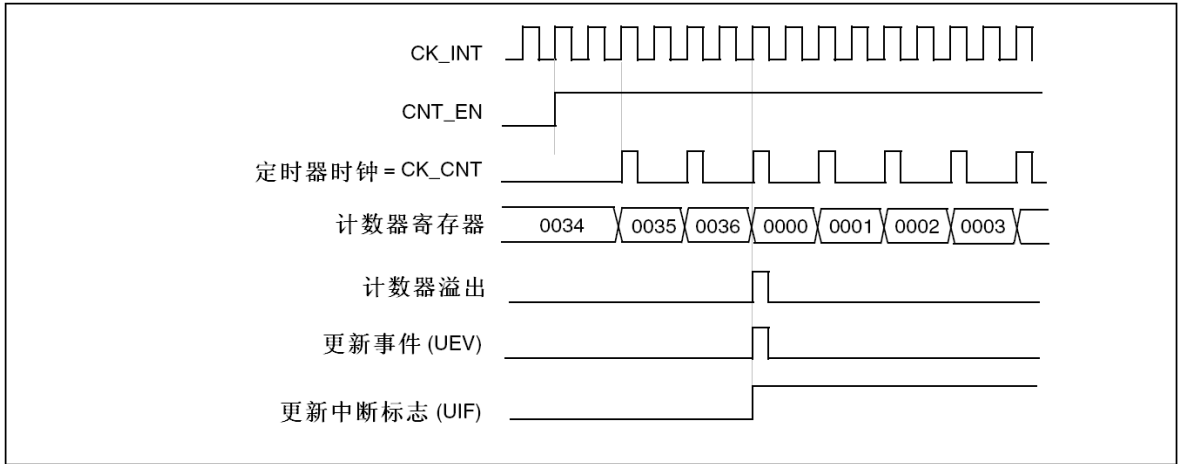 CK_INT
CNT_EN
定时器时钟 = CK_CNT
计数器寄存器 0034 0035 0036 0000 0001 0002 0003
计数器溢出
更新事件 (UEV)
更新中断标志 (UIF)